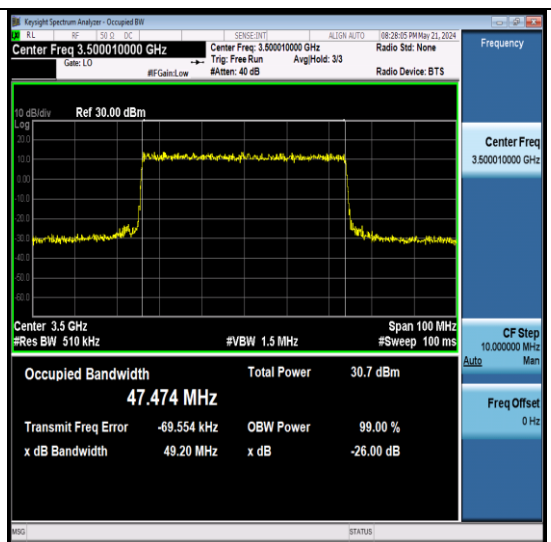 Keysight Spectrum Analyzer - Occupied BW
RL RF 50 Ω DC SENSE:INT ALIGN AUTO 08:28:05 PM May 21, 2024
Center Freq 3.500010000 GHz
Center Freq: 3.500010000 GHz
Radio Std: None
Gate: LO
Trig: Free Run Avg|Hold: 3/3
#IFGain:Low
#Atten: 40 dB
Radio Device: BTS
10 dB/div Ref 30.00 dBm
Log
20.0
10.0
0.00
-10.0
-20.0
-30.0
-40.0
-50.0
-60.0
Center 3.5 GHz Span 100 MHz
#Res BW 510 kHz #VBW 1.5 MHz #Sweep 100 ms
Occupied Bandwidth Total Power 30.7 dBm
47.474 MHz
Transmit Freq Error -69.554 kHz OBW Power 99.00 %
x dB Bandwidth 49.20 MHz x dB -26.00 dB
Frequency
Center Freq
3.500010000 GHz
CF Step
10.000000 MHz
Auto Man
Freq Offset
0 Hz
MSG STATUS